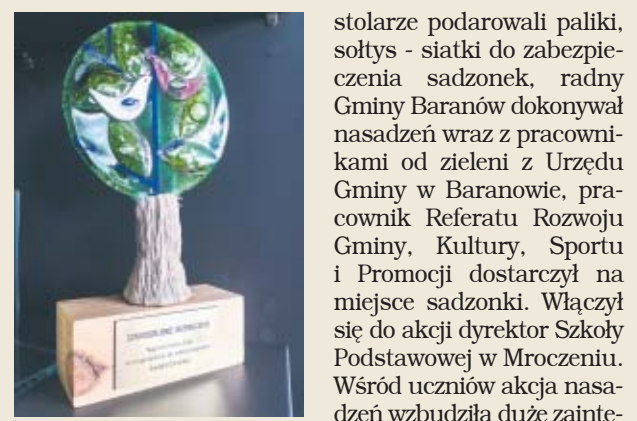 stolarze podarowali paliki,
sołtys - siatki do zabezpie-
czenia sadzonek, radny
Gminy Baranów dokonywał
nasadzeń wraz z pracowni-
kami od zieleni z Urzędu
Gminy w Baranowie, pra-
cownik Referatu Rozwoju
Gminy, Kultury, Sportu
i Promocji dostarczył na
miejsce sadzonki. Włączył
się do akcji dyrektor Szkoły
Podstawowej w Mroczeniu.
Wśród uczniów akcja nasa-
dzeń wzbudziła duże zainte-